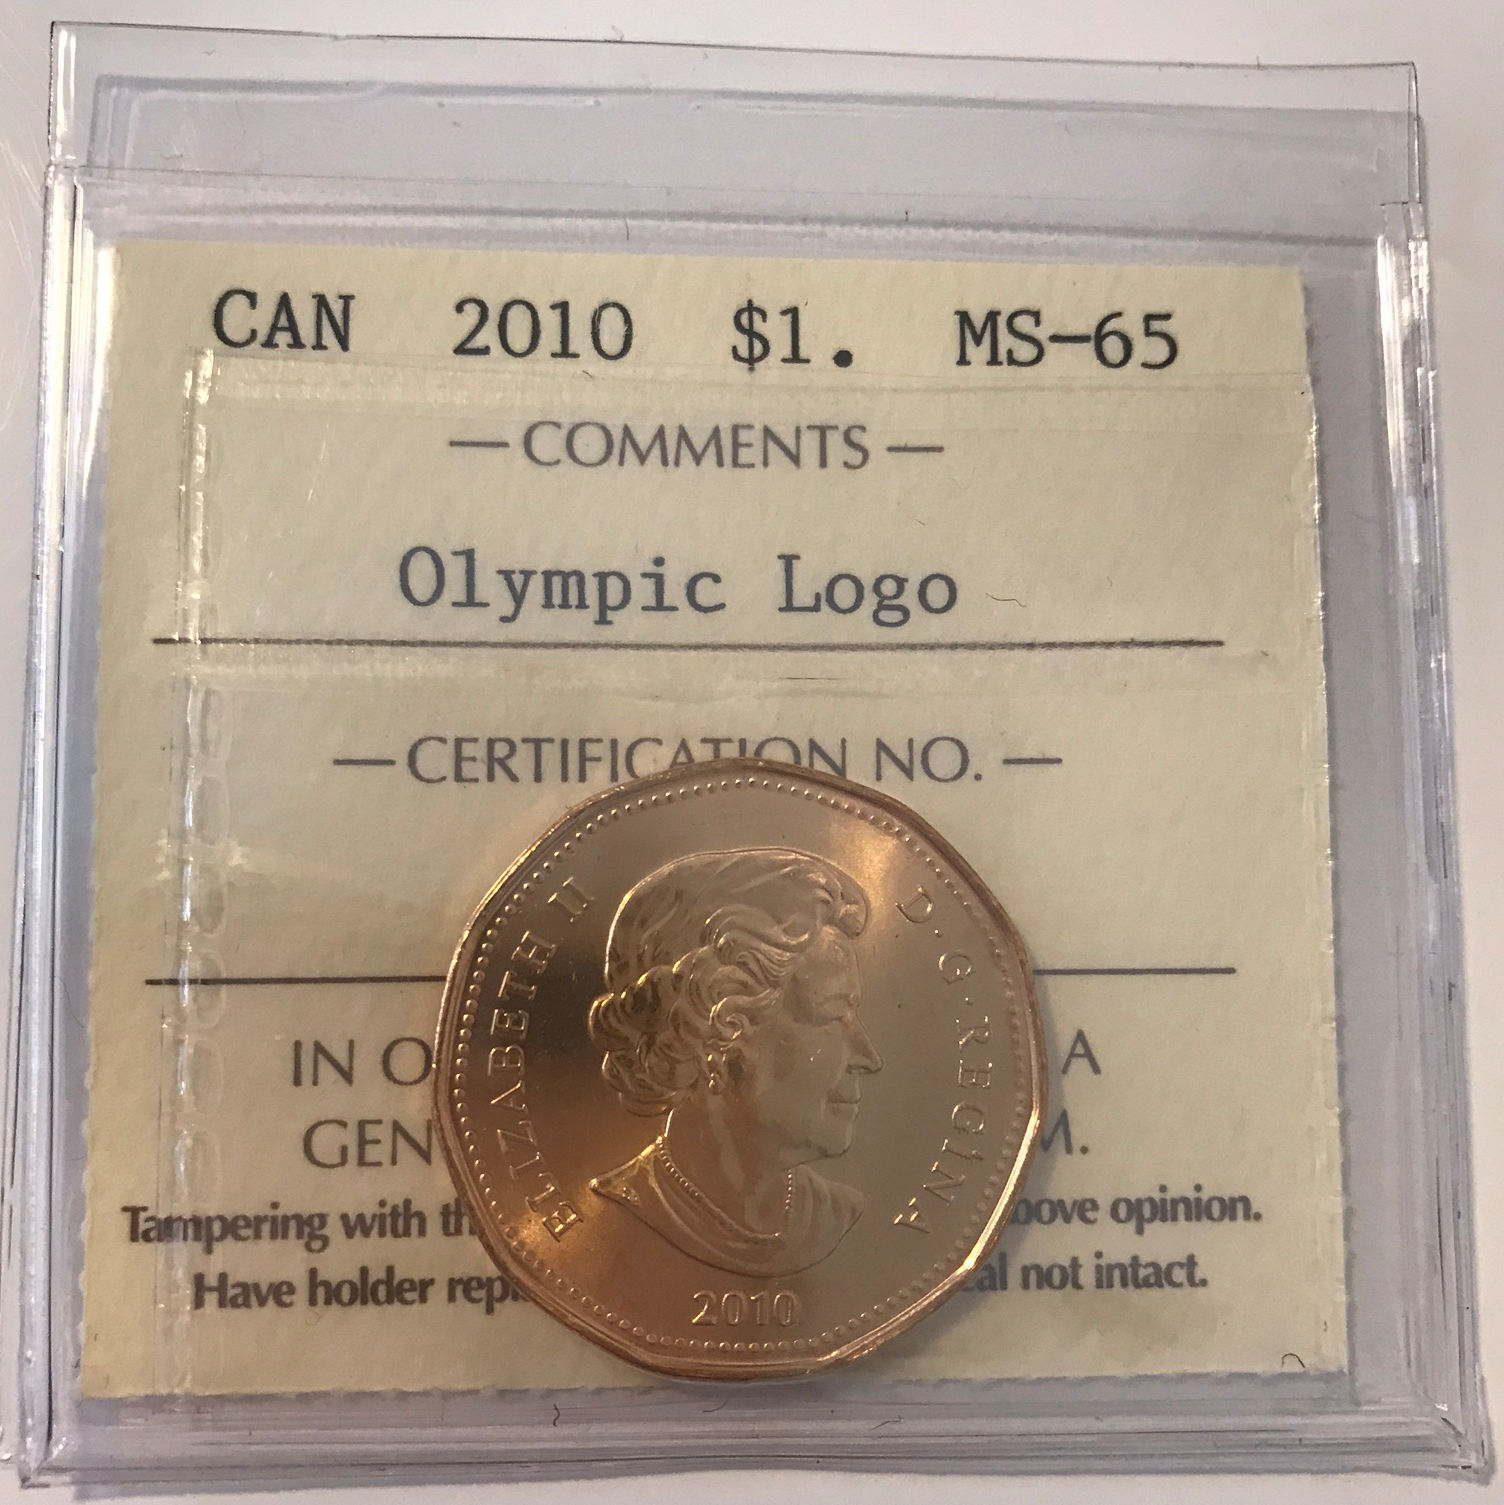 CAN 2010 $1. MS-65
— COMMENTS —
Olympic Logo
— CERTIFICATION NO. —
ELIZABETH II D·G·REGINA
2010
IN O A
GEN M.
Tampering with th bove opinion.
Have holder rep al not intact.